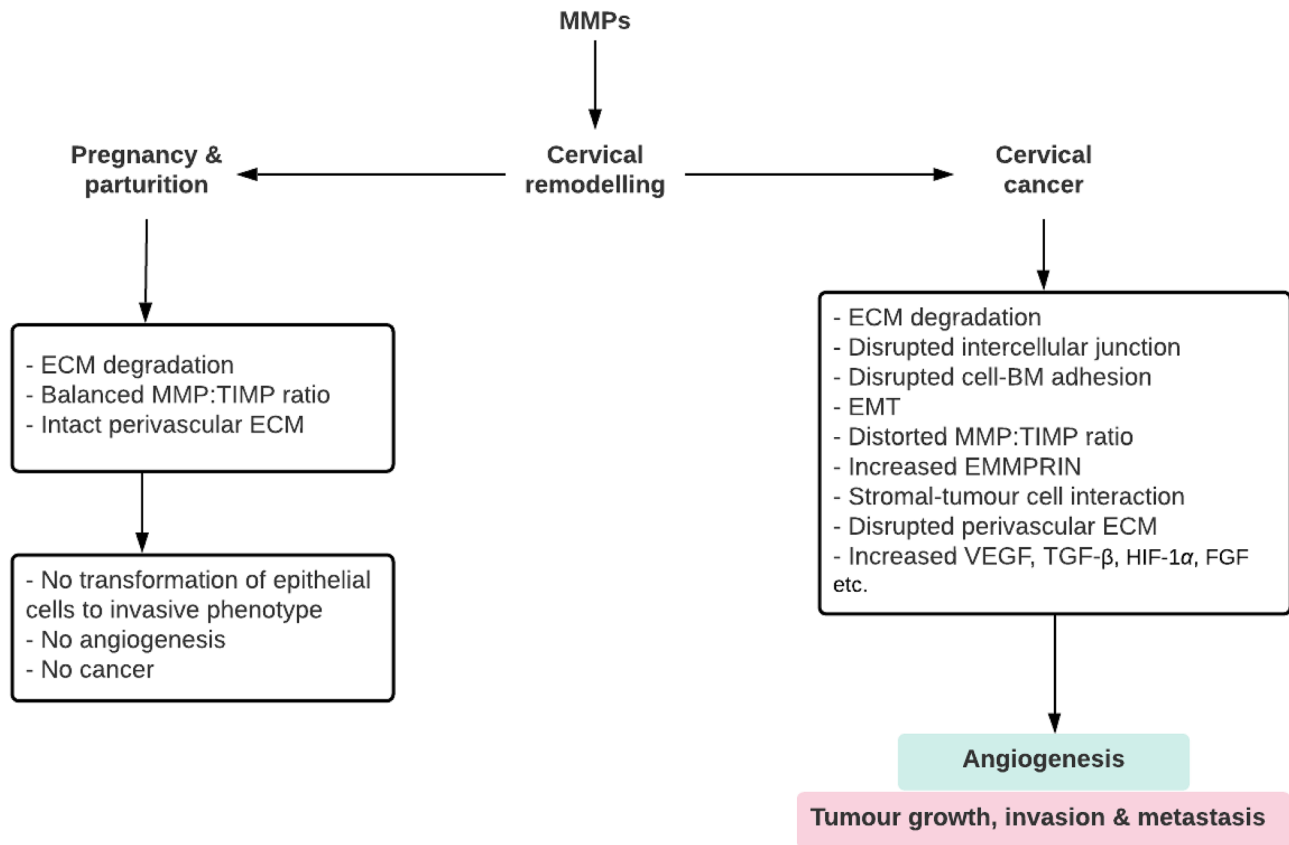 MMPs
Pregnancy &
parturition
Cervical
remodelling
Cervical
cancer
- ECM degradation
- Balanced MMP:TIMP ratio
- Intact perivascular ECM
- No transformation of epithelial
cells to invasive phenotype
- No angiogenesis
- No cancer
- ECM degradation
- Disrupted intercellular junction
- Disrupted cell-BM adhesion
- EMT
- Distorted MMP:TIMP ratio
- Increased EMMPRIN
- Stromal-tumour cell interaction
- Disrupted perivascular ECM
- Increased VEGF, TGF-β, HIF-1α, FGF
etc.
Angiogenesis
Tumour growth, invasion & metastasis